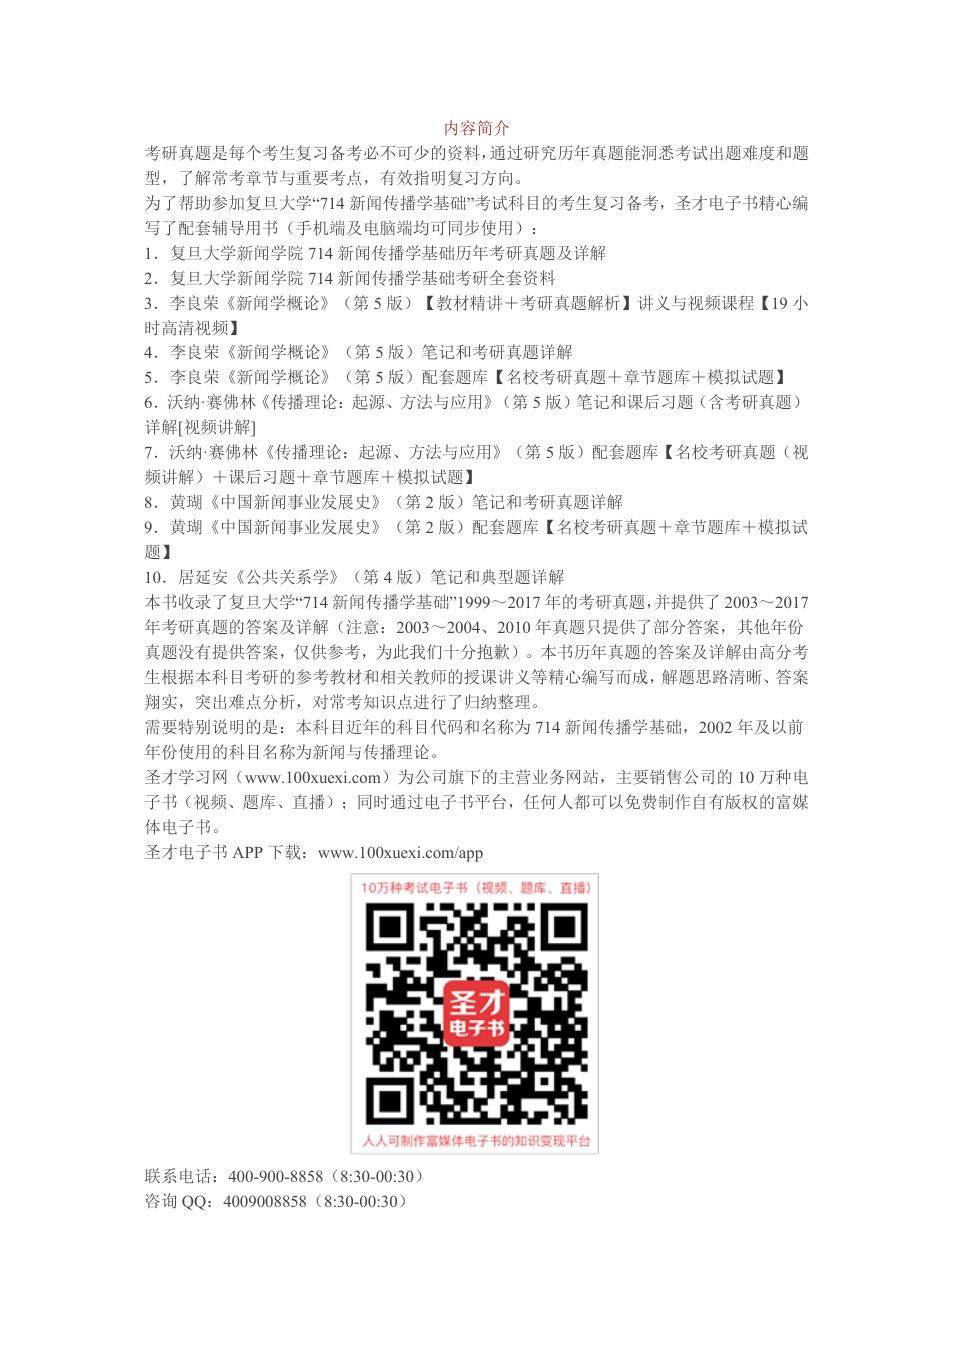 内容简介
考研真题是每个考生复习备考必不可少的资料，通过研究历年真题能洞悉考试出题难度和题
型，了解常考章节与重要考点，有效指明复习方向。
为了帮助参加复旦大学“714 新闻传播学基础”考试科目的考生复习备考，圣才电子书精心编
写了配套辅导用书（手机端及电脑端均可同步使用）：
1．复旦大学新闻学院 714 新闻传播学基础历年考研真题及详解
2．复旦大学新闻学院 714 新闻传播学基础考研全套资料
3．李良荣《新闻学概论》（第 5 版）【教材精讲＋考研真题解析】讲义与视频课程【19 小
时高清视频】
4．李良荣《新闻学概论》（第 5 版）笔记和考研真题详解
5．李良荣《新闻学概论》（第 5 版）配套题库【名校考研真题＋章节题库＋模拟试题】
6．沃纳·赛佛林《传播理论：起源、方法与应用》（第 5 版）笔记和课后习题（含考研真题）
详解[视频讲解]
7．沃纳·赛佛林《传播理论：起源、方法与应用》（第 5 版）配套题库【名校考研真题（视
频讲解）＋课后习题＋章节题库＋模拟试题】
8．黄瑚《中国新闻事业发展史》（第 2 版）笔记和考研真题详解
9．黄瑚《中国新闻事业发展史》（第 2 版）配套题库【名校考研真题＋章节题库＋模拟试
题】
10．居延安《公共关系学》（第 4 版）笔记和典型题详解
本书收录了复旦大学“714 新闻传播学基础”1999～2017 年的考研真题，并提供了 2003～2017
年考研真题的答案及详解（注意：2003～2004、2010 年真题只提供了部分答案，其他年份
真题没有提供答案，仅供参考，为此我们十分抱歉）。本书历年真题的答案及详解由高分考
生根据本科目考研的参考教材和相关教师的授课讲义等精心编写而成，解题思路清晰、答案
翔实，突出难点分析，对常考知识点进行了归纳整理。
需要特别说明的是：本科目近年的科目代码和名称为 714 新闻传播学基础，2002 年及以前
年份使用的科目名称为新闻与传播理论。
圣才学习网（www.100xuexi.com）为公司旗下的主营业务网站，主要销售公司的 10 万种电
子书（视频、题库、直播）；同时通过电子书平台，任何人都可以免费制作自有版权的富媒
体电子书。
圣才电子书 APP 下载：www.100xuexi.com/app
10万种考试电子书（视频、题库、直播）
圣才
电子书
人人可制作富媒体电子书的知识变现平台
联系电话：400-900-8858（8:30-00:30）
咨询 QQ：4009008858（8:30-00:30）